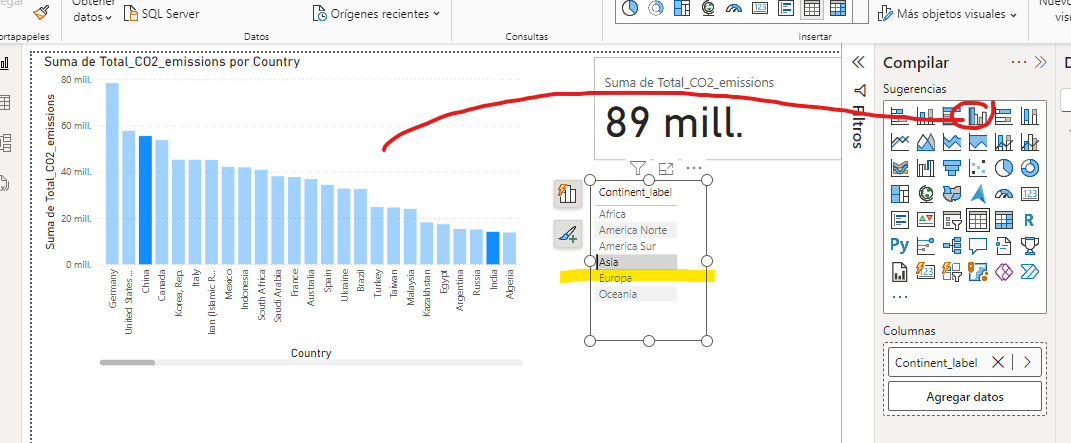 Obtener
datos
SQL Server
Orígenes recientes
Más objetos visuales
Nuevo
visu
egar
ortapapeles
Datos
Consultas
Insertar
Suma de Total_CO2_emissions por Country
Suma de Total_CO2_emissions
80 mill.
60 mill.
40 mill.
20 mill.
0 mill.
Germany
United States ...
China
Canada
Korea, Rep.
Italy
Iran (Islamic R...
Mexico
Indonesia
South Africa
Saudi Arabia
France
Australia
Spain
Ukraine
Brazil
Turkey
Taiwan
Malaysia
Kazakhstan
Egypt
Argentina
Russia
India
Algeria
Country
Suma de Total_CO2_emissions
89 mill.
Continent_label
Africa
America Norte
America Sur
Asia
Europa
Oceania
Filtros
Compilar
Sugerencias
123
R
Py
123
Columnas
Continent_label
Agregar datos
D